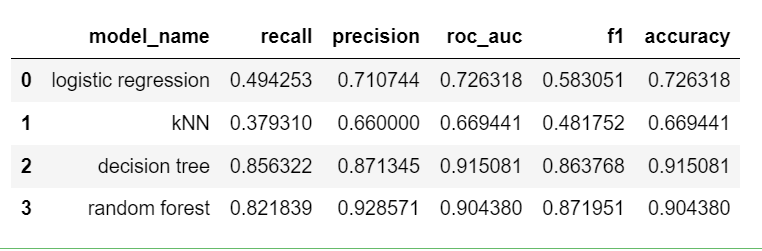 model_name recall precision roc_auc f1 accuracy
0 logistic regression 0.494253 0.710744 0.726318 0.583051 0.726318
1 kNN 0.379310 0.660000 0.669441 0.481752 0.669441
2 decision tree 0.856322 0.871345 0.915081 0.863768 0.915081
3 random forest 0.821839 0.928571 0.904380 0.871951 0.904380